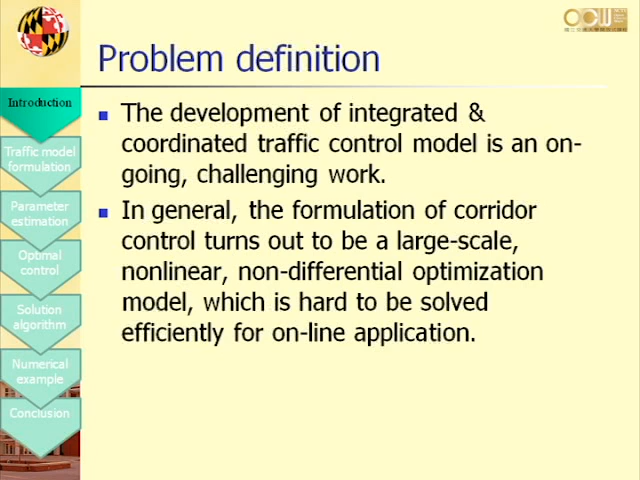 Problem definition
Introduction
Traffic model
formulation
Parameter
estimation
Optimal
control
Solution
algorithm
Numerical
example
Conclusion
The development of integrated &
coordinated traffic control model is an on-
going, challenging work.
In general, the formulation of corridor
control turns out to be a large-scale,
nonlinear, non-differential optimization
model, which is hard to be solved
efficiently for on-line application.